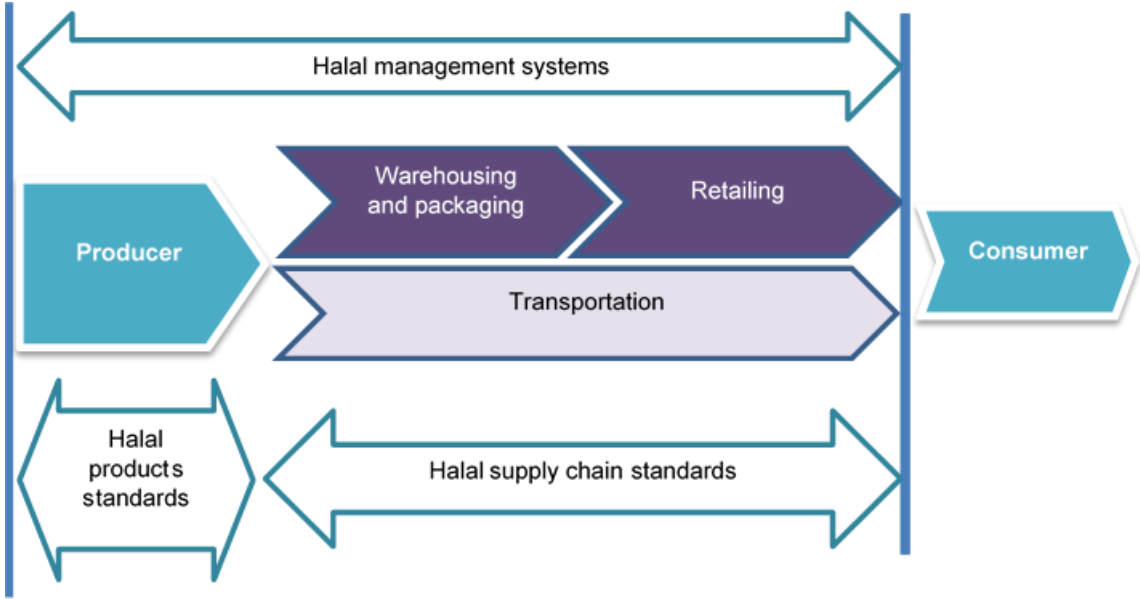 Halal management systems
Warehousing
and packaging
Retailing
Producer
Consumer
Transportation
Halal
products
standards
Halal supply chain standards